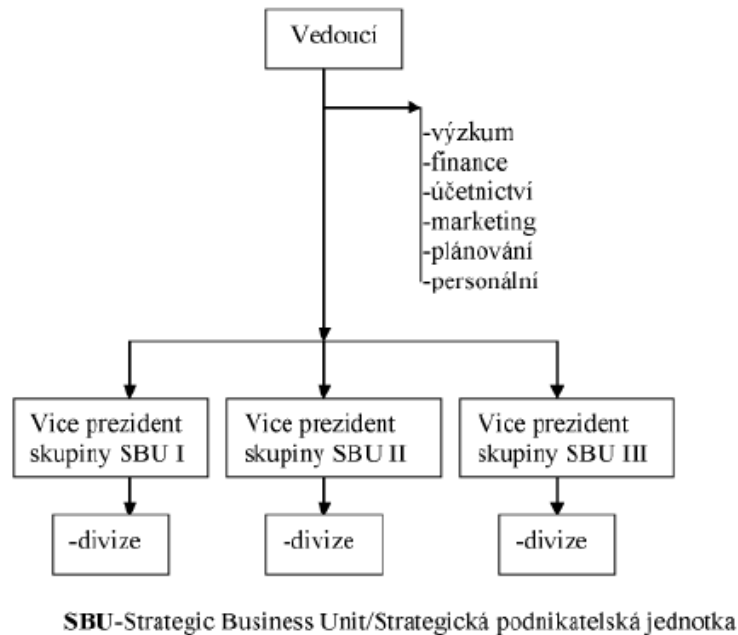 Vedoucí
-výzkum
-finance
-účetnictví
-marketing
-plánování
-personální
Vice prezident
skupiny SBU I
Vice prezident
skupiny SBU II
Vice prezident
skupiny SBU III
-divize
-divize
-divize
SBU-Strategic Business Unit/Strategická podnikatelská jednotka